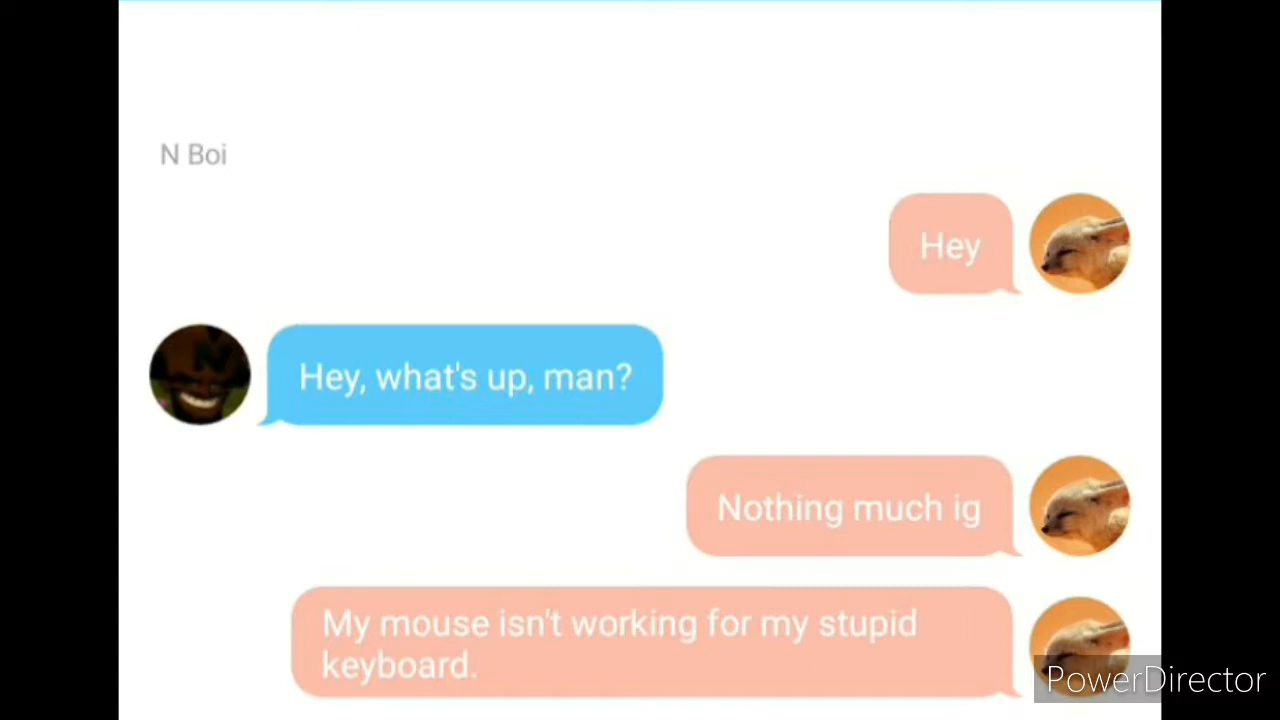 N Boi
Hey
Hey, what's up, man?
Nothing much ig
My mouse isn't working for my stupid
keyboard.
PowerDirector